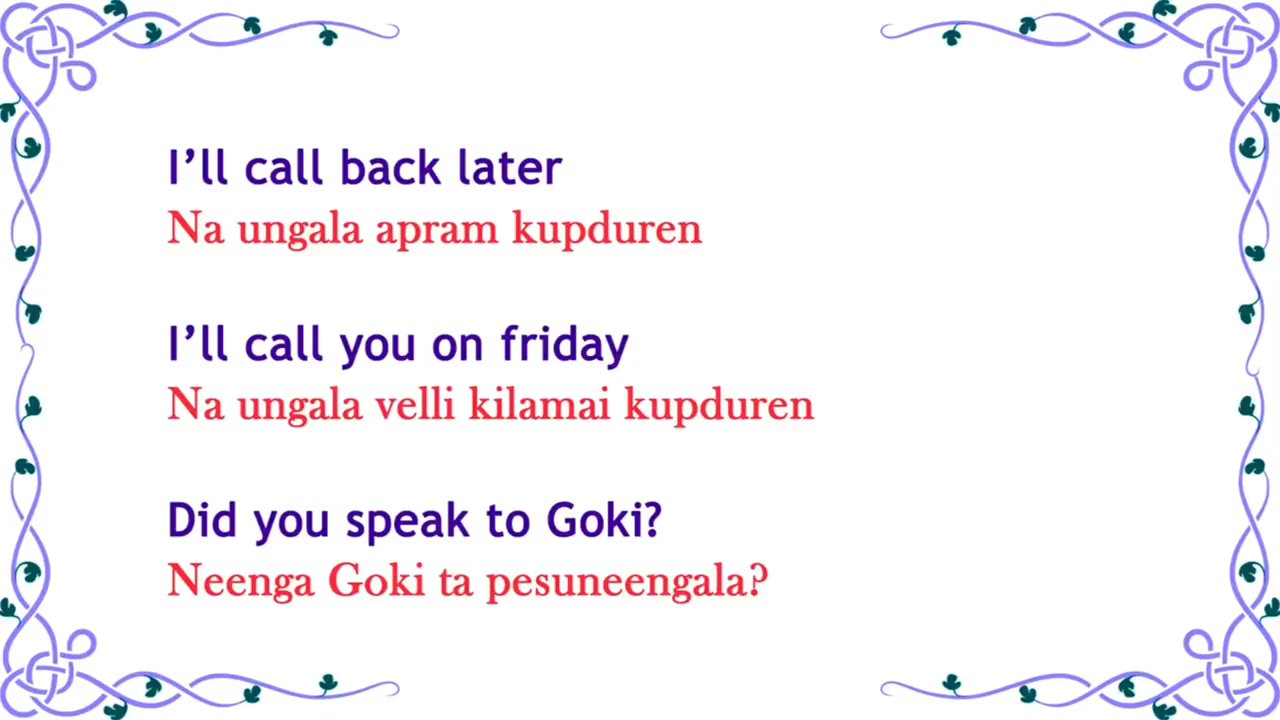 I’ll call back later
Na ungala apram kupduren
I’ll call you on friday
Na ungala velli kilamai kupduren
Did you speak to Goki?
Neenga Goki ta pesuneengala?